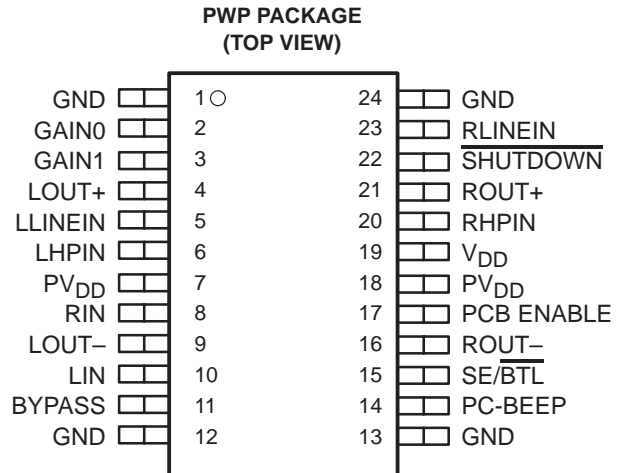 PWP PACKAGE
(TOP VIEW)
GND 1 24 GND
GAIN0 2 23 RLINEIN
GAIN1 3 22 SHUTDOWN
LOUT+ 4 21 ROUT+
LLINEIN 5 20 RHPIN
LHPIN 6 19 VDD
PVDD 7 18 PVDD
RIN 8 17 PCB ENABLE
LOUT– 9 16 ROUT–
LIN 10 15 SE/BTL
BYPASS 11 14 PC-BEEP
GND 12 13 GND